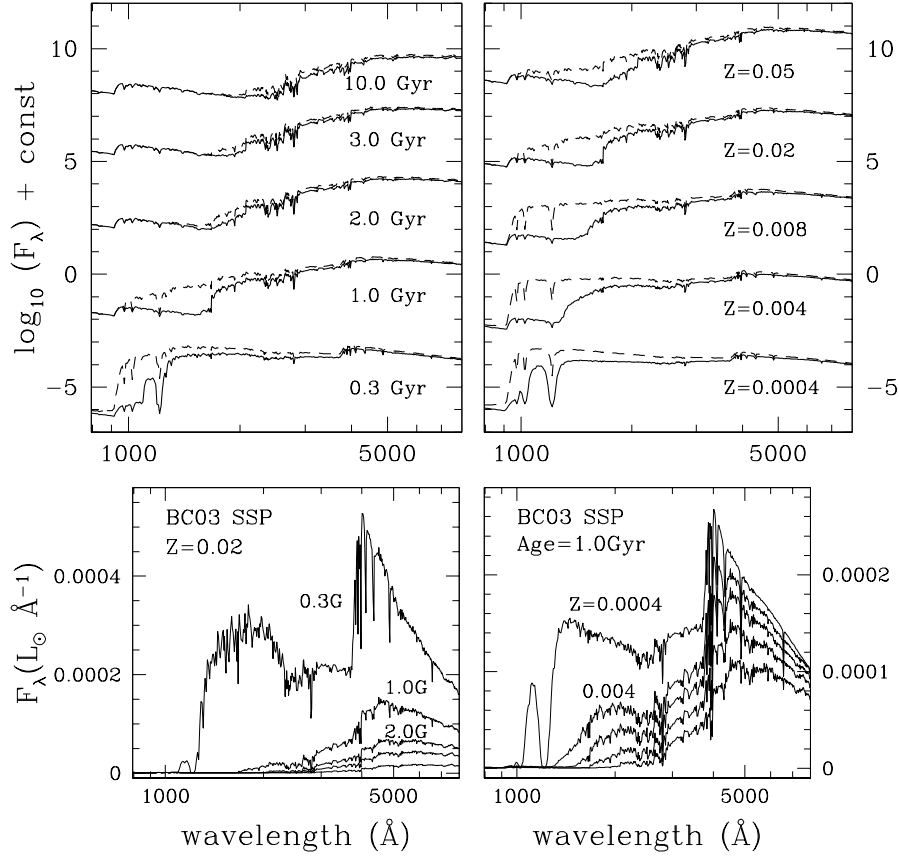 log10 (Fλ) + const
10
5
0
−5
10.0 Gyr
3.0 Gyr
2.0 Gyr
1.0 Gyr
0.3 Gyr
1000
5000
Z=0.05
Z=0.02
Z=0.008
Z=0.004
Z=0.0004
10
5
0
−5
1000
5000
Fλ(L⊙ Å−1)
0.0004
0.0002
0
BC03 SSP
Z=0.02
0.3G
1.0G
2.0G
1000
5000
wavelength (Å)
BC03 SSP
Age=1.0Gyr
Z=0.0004
0.004
0.0002
0.0001
0
1000
5000
wavelength (Å)